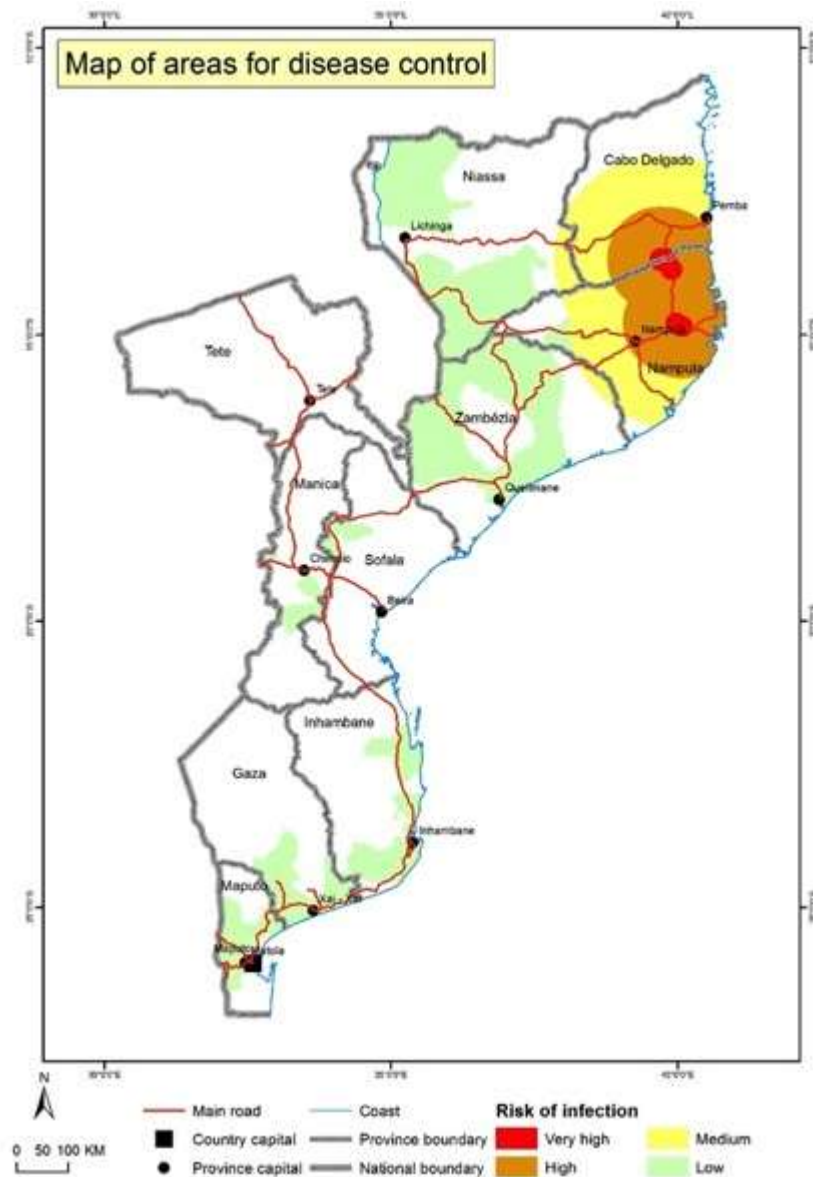 Map of areas for disease control
Cabo Delgado
Niassa
Pemba
Lichinga
Nampula
Tete
Tete
Zambézia
Manica
Quelimane
Chimoio
Sofala
Beira
Inhambane
Gaza
Inhambane
Maputo
N
Main road
Coast
Risk of infection
Country capital
Province boundary
Very high
Medium
0 50 100 KM
Province capital
National boundary
High
Low